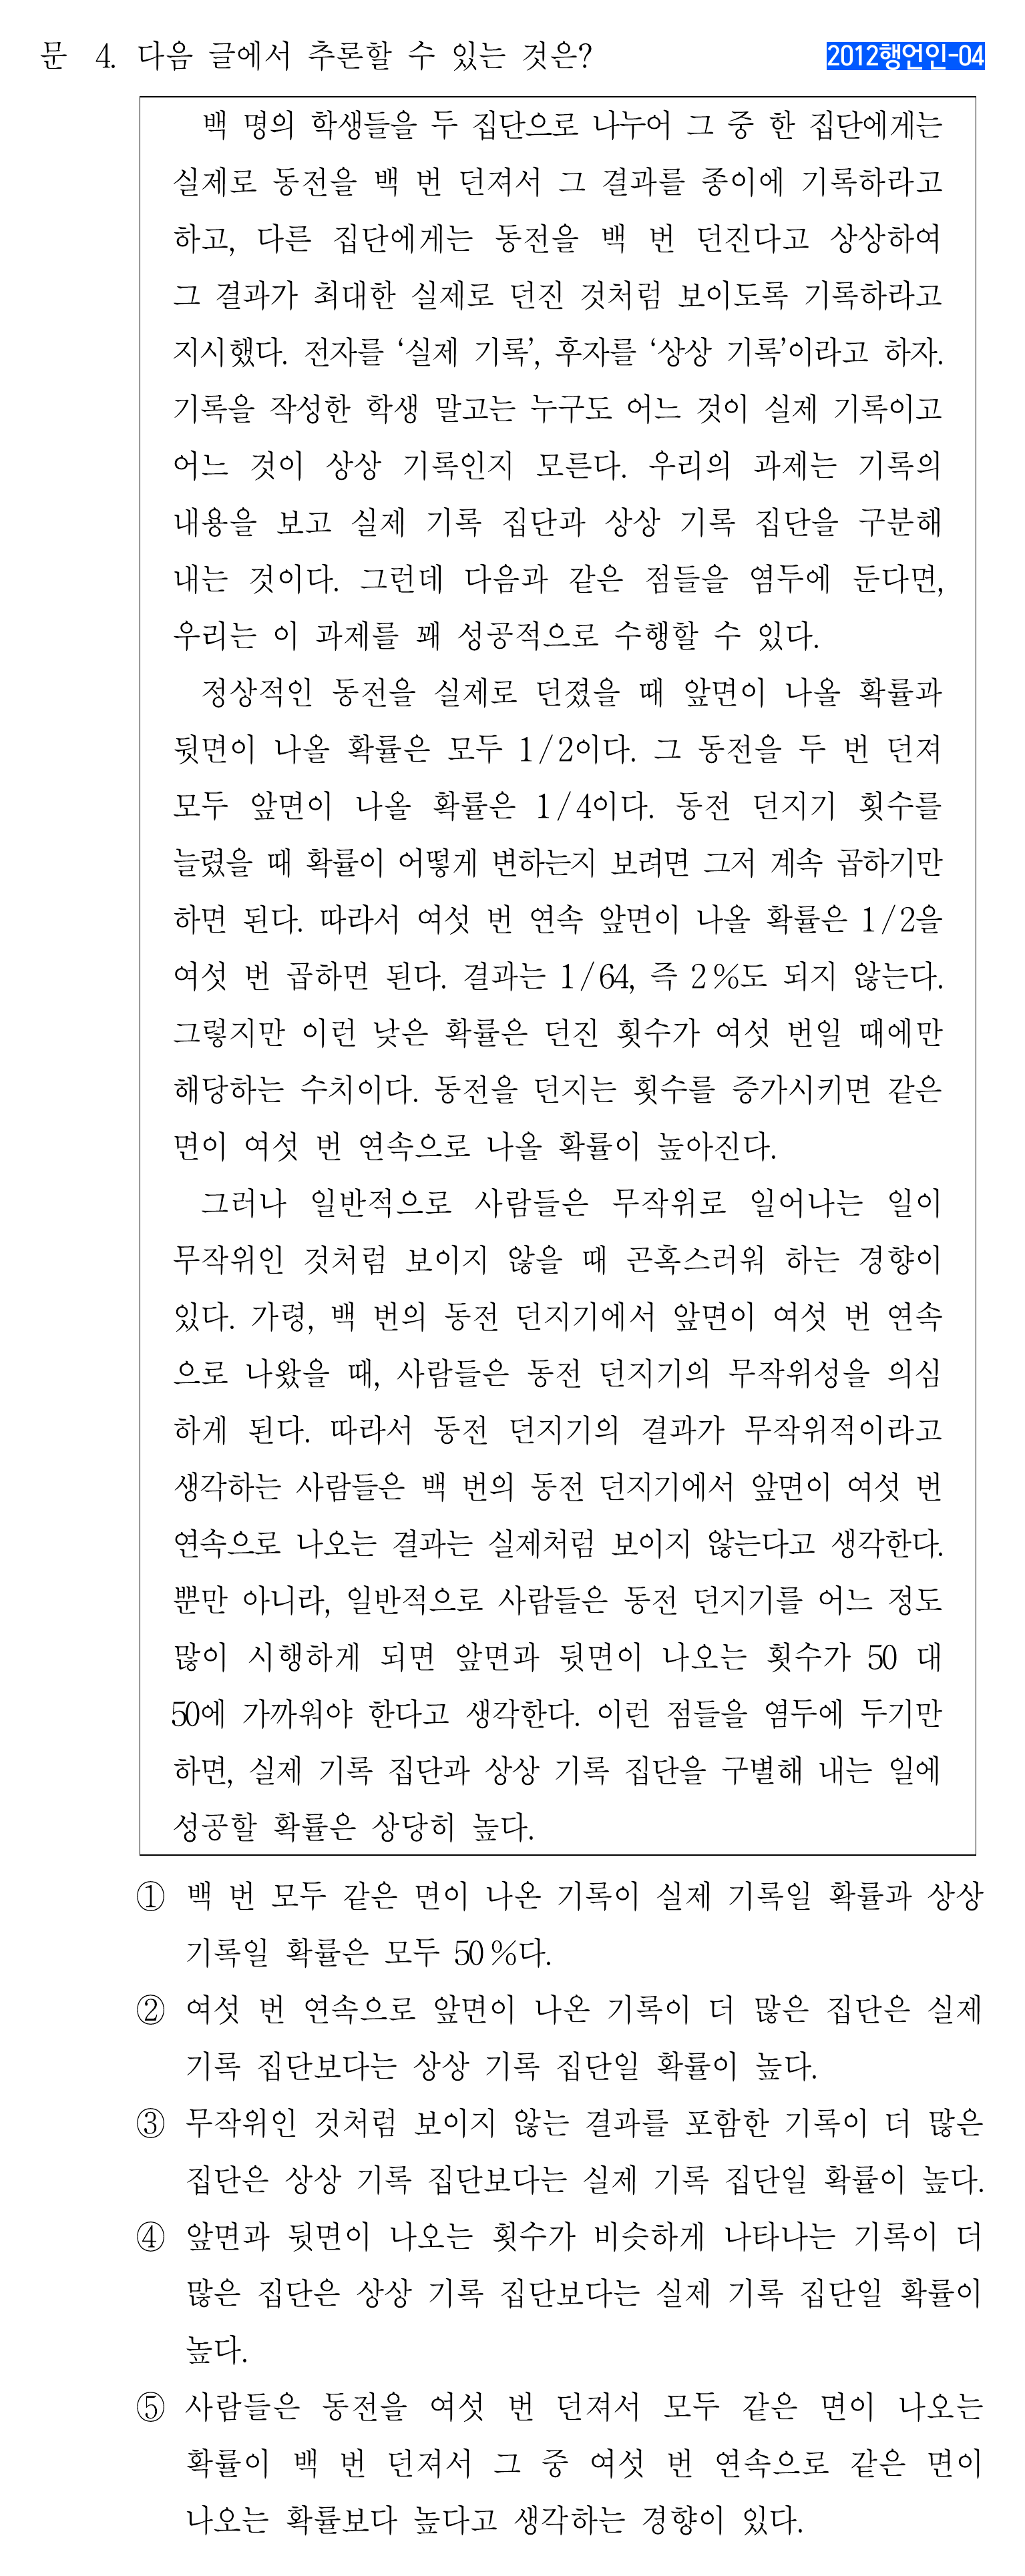 문 4. 다음 글에서 추론할 수 있는 것은?
2012행언인-04
백 명의 학생들을 두 집단으로 나누어 그 중 한 집단에게는
실제로 동전을 백 번 던져서 그 결과를 종이에 기록하라고
하고, 다른 집단에게는 동전을 백 번 던진다고 상상하여
그 결과가 최대한 실제로 던진 것처럼 보이도록 기록하라고
지시했다. 전자를 ‘실제 기록’, 후자를 ‘상상 기록’이라고 하자.
기록을 작성한 학생 말고는 누구도 어느 것이 실제 기록이고
어느 것이 상상 기록인지 모른다. 우리의 과제는 기록의
내용을 보고 실제 기록 집단과 상상 기록 집단을 구분해
내는 것이다. 그런데 다음과 같은 점들을 염두에 둔다면,
우리는 이 과제를 꽤 성공적으로 수행할 수 있다.
정상적인 동전을 실제로 던졌을 때 앞면이 나올 확률과
뒷면이 나올 확률은 모두 1/2이다. 그 동전을 두 번 던져
모두 앞면이 나올 확률은 1/4이다. 동전 던지기 횟수를
늘렸을 때 확률이 어떻게 변하는지 보려면 그저 계속 곱하기만
하면 된다. 따라서 여섯 번 연속 앞면이 나올 확률은 1/2을
여섯 번 곱하면 된다. 결과는 1/64, 즉 2%도 되지 않는다.
그렇지만 이런 낮은 확률은 던진 횟수가 여섯 번일 때에만
해당하는 수치이다. 동전을 던지는 횟수를 증가시키면 같은
면이 여섯 번 연속으로 나올 확률이 높아진다.
그러나 일반적으로 사람들은 무작위로 일어나는 일이
무작위인 것처럼 보이지 않을 때 곤혹스러워 하는 경향이
있다. 가령, 백 번의 동전 던지기에서 앞면이 여섯 번 연속
으로 나왔을 때, 사람들은 동전 던지기의 무작위성을 의심
하게 된다. 따라서 동전 던지기의 결과가 무작위적이라고
생각하는 사람들은 백 번의 동전 던지기에서 앞면이 여섯 번
연속으로 나오는 결과는 실제처럼 보이지 않는다고 생각한다.
뿐만 아니라, 일반적으로 사람들은 동전 던지기를 어느 정도
많이 시행하게 되면 앞면과 뒷면이 나오는 횟수가 50 대
50에 가까워야 한다고 생각한다. 이런 점들을 염두에 두기만
하면, 실제 기록 집단과 상상 기록 집단을 구별해 내는 일에
성공할 확률은 상당히 높다.
① 백 번 모두 같은 면이 나온 기록이 실제 기록일 확률과 상상
기록일 확률은 모두 50%다.
② 여섯 번 연속으로 앞면이 나온 기록이 더 많은 집단은 실제
기록 집단보다는 상상 기록 집단일 확률이 높다.
③ 무작위인 것처럼 보이지 않는 결과를 포함한 기록이 더 많은
집단은 상상 기록 집단보다는 실제 기록 집단일 확률이 높다.
④ 앞면과 뒷면이 나오는 횟수가 비슷하게 나타나는 기록이 더
많은 집단은 상상 기록 집단보다는 실제 기록 집단일 확률이
높다.
⑤ 사람들은 동전을 여섯 번 던져서 모두 같은 면이 나오는
확률이 백 번 던져서 그 중 여섯 번 연속으로 같은 면이
나오는 확률보다 높다고 생각하는 경향이 있다.